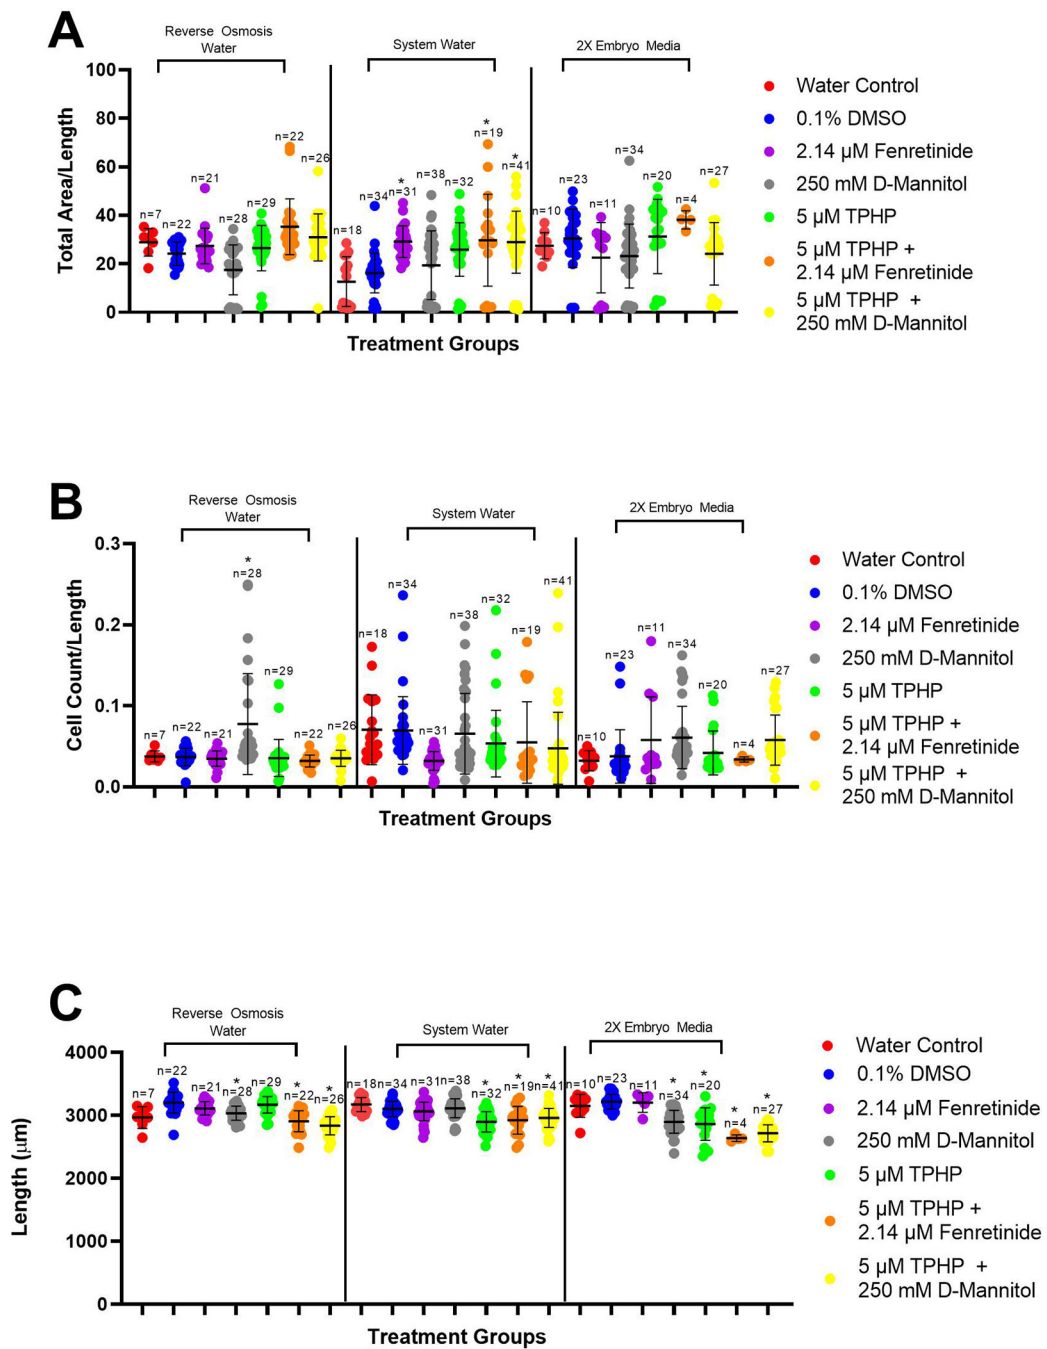 A
Reverse Osmosis
Water
System Water
2X Embryo Media
Total Area/Length
100
80
60
40
20
0
n=7
n=22
n=21
n=28
n=29
n=22
n=26
n=18
n=34
*
n=31
n=38
n=32
*
n=19
*
n=41
n=10
n=23
n=11
n=34
n=20
n=4
n=27
Treatment Groups
Water Control
0.1% DMSO
2.14 µM Fenretinide
250 mM D-Mannitol
5 µM TPHP
5 µM TPHP +
2.14 µM Fenretinide
5 µM TPHP +
250 mM D-Mannitol
B
Reverse Osmosis
Water
System Water
2X Embryo Media
Cell Count/Length
0.3
0.2
0.1
0.0
n=7
n=22
n=21
*
n=28
n=29
n=22
n=26
n=18
n=34
n=31
n=38
n=32
n=19
n=41
n=10
n=23
n=11
n=34
n=20
n=4
n=27
Treatment Groups
Water Control
0.1% DMSO
2.14 µM Fenretinide
250 mM D-Mannitol
5 µM TPHP
5 µM TPHP +
2.14 µM Fenretinide
5 µM TPHP +
250 mM D-Mannitol
C
Reverse Osmosis
Water
System Water
2X Embryo Media
Length (µm)
4000
3000
2000
1000
0
n=7
n=22
n=21
*
n=28
n=29
*
n=22
*
n=26
n=18
n=34
n=31
n=38
*
n=32
*
n=19
*
n=41
n=10
n=23
n=11
*
n=34
*
n=20
*
n=4
*
n=27
Treatment Groups
Water Control
0.1% DMSO
2.14 µM Fenretinide
250 mM D-Mannitol
5 µM TPHP
5 µM TPHP +
2.14 µM Fenretinide
5 µM TPHP +
250 mM D-Mannitol